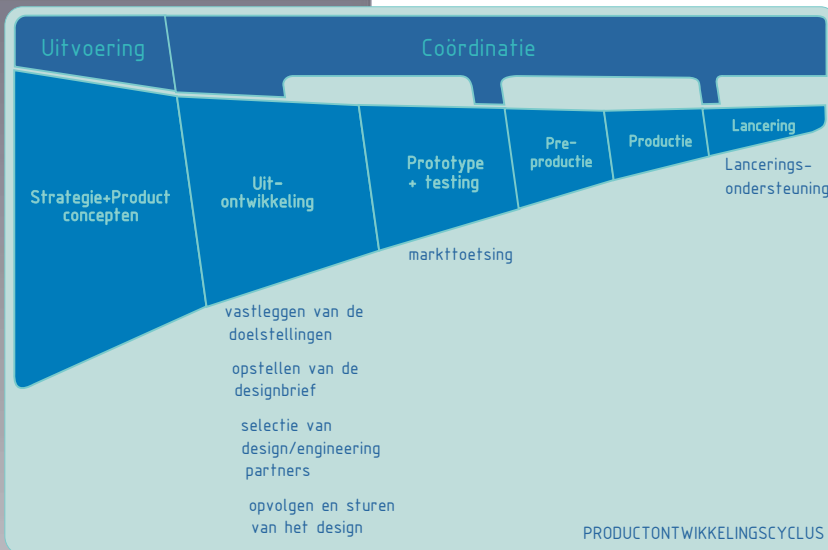 Uitvoering
Coördinatie
Strategie+Product
concepten
Uit-
ontwikkeling
Prototype
+ testing
Pre-
productie
Productie
Lancering
Lancerings-
ondersteuning
markttoetsing
vastleggen van de
doelstellingen
opstellen van de
designbrief
selectie van
design/engineering
partners
opvolgen en sturen
van het design
PRODUCTONTWIKKELINGSCYCLUS